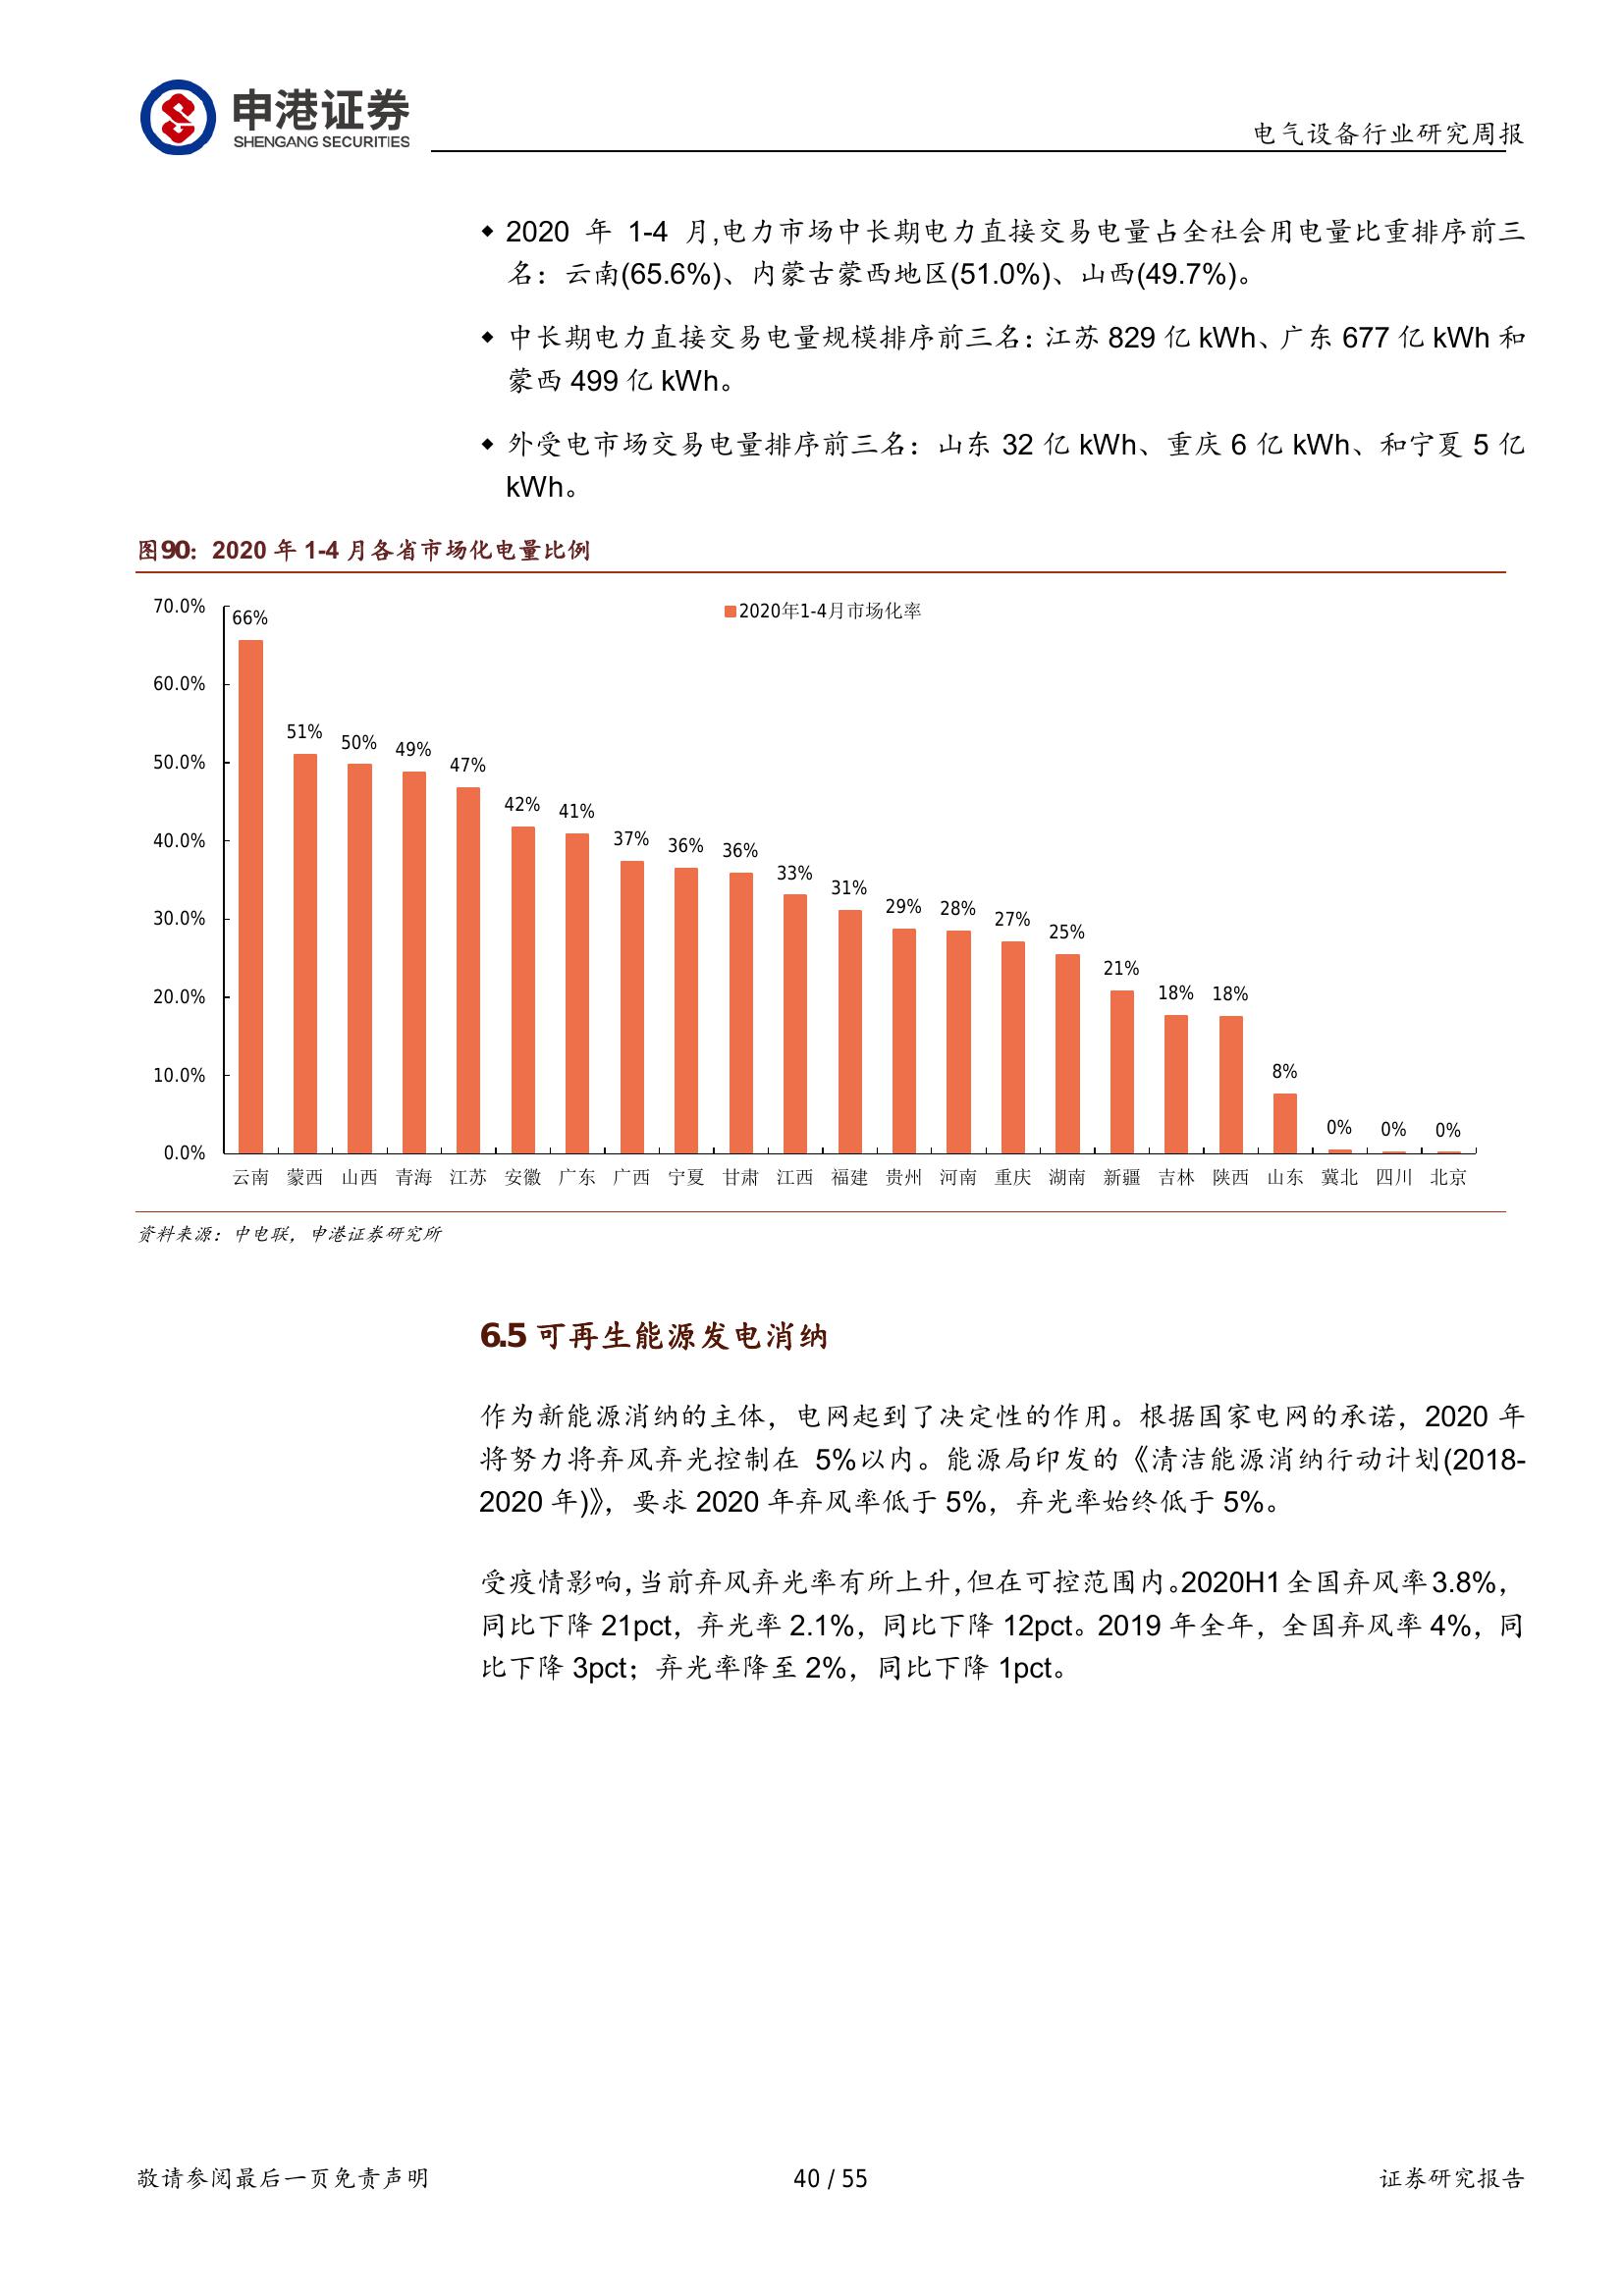 申港证券
SHENGANG SECURITIES
电气设备行业研究周报
◆ 2020 年 1-4 月,电力市场中长期电力直接交易电量占全社会用电量比重排序前三
名：云南(65.6%)、内蒙古蒙西地区(51.0%)、山西(49.7%)。
◆ 中长期电力直接交易电量规模排序前三名：江苏 829 亿 kWh、广东 677 亿 kWh 和
蒙西 499 亿 kWh。
◆ 外受电市场交易电量排序前三名：山东 32 亿 kWh、重庆 6 亿 kWh、和宁夏 5 亿
kWh。
图90：2020 年 1-4 月各省市场化电量比例
2020年1-4月市场化率
70.0%
60.0%
50.0%
40.0%
30.0%
20.0%
10.0%
0.0%
66% 51% 50% 49% 47% 42% 41% 37% 36% 36% 33% 31% 29% 28% 27% 25% 21% 18% 18% 8% 0% 0% 0%
云南 蒙西 山西 青海 江苏 安徽 广东 广西 宁夏 甘肃 江西 福建 贵州 河南 重庆 湖南 新疆 吉林 陕西 山东 冀北 四川 北京
资料来源：中电联，申港证券研究所
6.5 可再生能源发电消纳
作为新能源消纳的主体，电网起到了决定性的作用。根据国家电网的承诺，2020 年
将努力将弃风弃光控制在 5%以内。能源局印发的《清洁能源消纳行动计划(2018-
2020 年)》，要求 2020 年弃风率低于 5%，弃光率始终低于 5%。
受疫情影响,当前弃风弃光率有所上升,但在可控范围内。2020H1 全国弃风率 3.8%，
同比下降 21pct，弃光率 2.1%，同比下降 12pct。2019 年全年，全国弃风率 4%，同
比下降 3pct；弃光率降至 2%，同比下降 1pct。
敬请参阅最后一页免责声明
40 / 55
证券研究报告